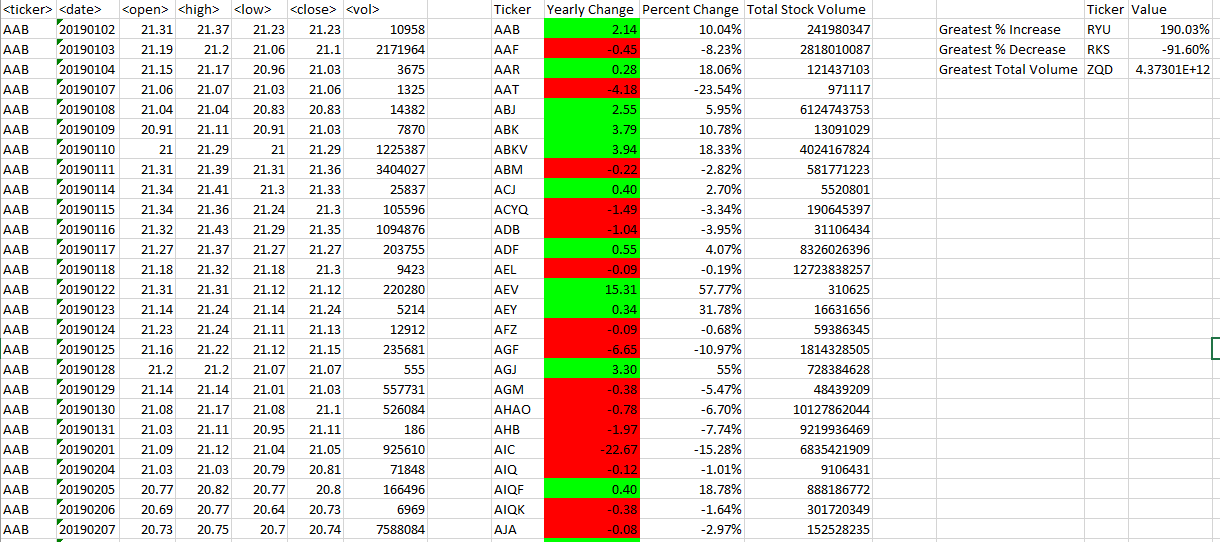 <ticker> <date> <open> <high> <low> <close> <vol> Ticker Yearly Change Percent Change Total Stock Volume Ticker Value
AAB 20190102 21.31 21.37 21.23 21.23 10958 AAB 2.14 10.04% 241980347 Greatest % Increase RYU 190.03%
AAB 20190103 21.19 21.2 21.06 21.1 2171964 AAF -0.45 -8.23% 2818010087 Greatest % Decrease RKS -91.60%
AAB 20190104 21.15 21.17 20.96 21.03 3675 AAR 0.28 18.06% 121437103 Greatest Total Volume ZQD 4.37301E+12
AAB 20190107 21.06 21.07 21.03 21.06 1325 AAT -4.18 -23.54% 971117
AAB 20190108 21.04 21.04 20.83 20.83 14382 ABJ 2.55 5.95% 6124743753
AAB 20190109 20.91 21.11 20.91 21.03 7870 ABK 3.79 10.78% 13091029
AAB 20190110 21 21.29 21 21.29 1225387 ABKV 3.94 18.33% 4024167824
AAB 20190111 21.31 21.39 21.31 21.36 3404027 ABM -0.22 -2.82% 581771223
AAB 20190114 21.34 21.41 21.3 21.33 25837 ACJ 0.40 2.70% 5520801
AAB 20190115 21.34 21.36 21.24 21.3 105596 ACYQ -1.49 -3.34% 190645397
AAB 20190116 21.32 21.43 21.29 21.35 1094876 ADB -1.04 -3.95% 31106434
AAB 20190117 21.27 21.37 21.27 21.27 203755 ADF 0.55 4.07% 8326026396
AAB 20190118 21.18 21.32 21.18 21.3 9423 AEL -0.09 -0.19% 12723838257
AAB 20190122 21.31 21.31 21.12 21.12 220280 AEV 15.31 57.77% 310625
AAB 20190123 21.14 21.24 21.14 21.24 5214 AEY 0.34 31.78% 16631656
AAB 20190124 21.23 21.24 21.11 21.13 12912 AFZ -0.09 -0.68% 59386345
AAB 20190125 21.16 21.22 21.12 21.15 235681 AGF -6.65 -10.97% 1814328505
AAB 20190128 21.2 21.2 21.07 21.07 555 AGJ 3.30 55% 728384628
AAB 20190129 21.14 21.14 21.01 21.03 557731 AGM -0.38 -5.47% 48439209
AAB 20190130 21.08 21.17 21.08 21.1 526084 AHAO -0.78 -6.70% 10127862044
AAB 20190131 21.03 21.11 20.95 21.11 186 AHB -1.97 -7.74% 9219936469
AAB 20190201 21.09 21.12 21.04 21.05 925610 AIC -22.67 -15.28% 6835421909
AAB 20190204 21.03 21.03 20.79 20.81 71848 AIQ -0.12 -1.01% 9106431
AAB 20190205 20.77 20.82 20.77 20.8 166496 AIQF 0.40 18.78% 888186772
AAB 20190206 20.69 20.77 20.64 20.73 6969 AIQK -0.38 -1.64% 301720349
AAB 20190207 20.73 20.75 20.7 20.74 7588084 AJA -0.08 -2.97% 152528235